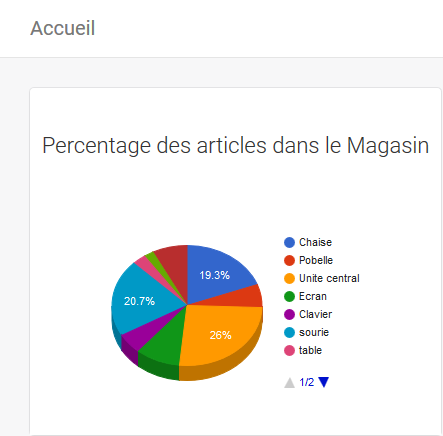 Accueil
Percentage des articles dans le Magasin
19.3%
26%
20.7%
Chaise
Pobelle
Unite central
Ecran
Clavier
sourie
table
1/2